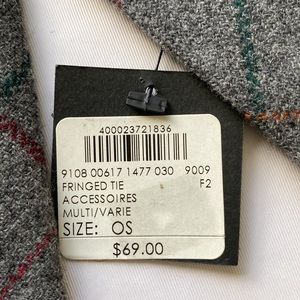 400023721836
9108 00617 1477 030 9009
FRINGED TIE F2
ACCESSOIRES
MULTI/VARIE
SIZE: OS
$69.00